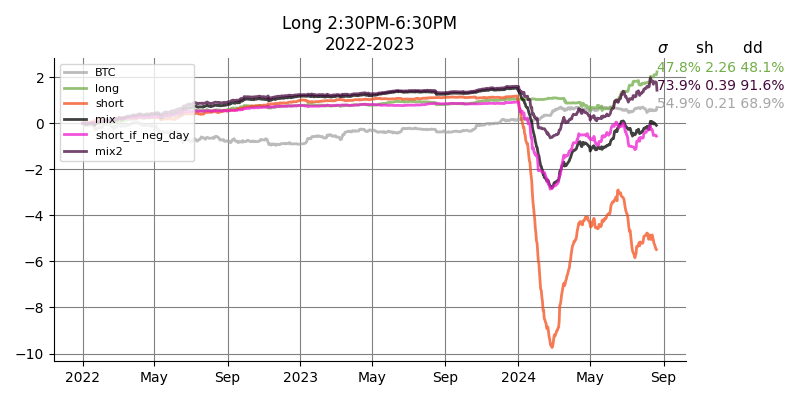 Long 2:30PM-6:30PM
2022-2023
σ sh dd
47.8% 2.26 48.1%
73.9% 0.39 91.6%
54.9% 0.21 68.9%
BTC
long
short
mix
short_if_neg_day
mix2
2
0
−2
−4
−6
−8
−10
2022 May Sep 2023 May Sep 2024 May Sep